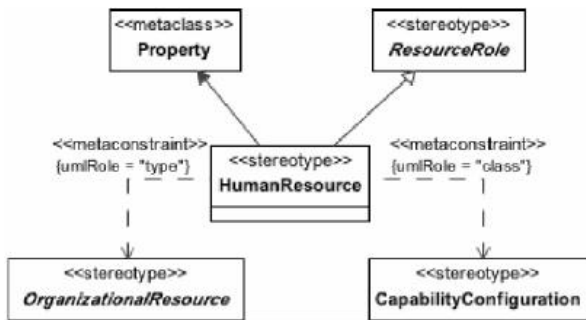 <<metaclass>>
Property
<<stereotype>>
ResourceRole
<<metaconstraint>>
{umlRole = "type"}
<<stereotype>>
HumanResource
<<metaconstraint>>
{umlRole = "class"}
<<stereotype>>
OrganizationalResource
<<stereotype>>
CapabilityConfiguration